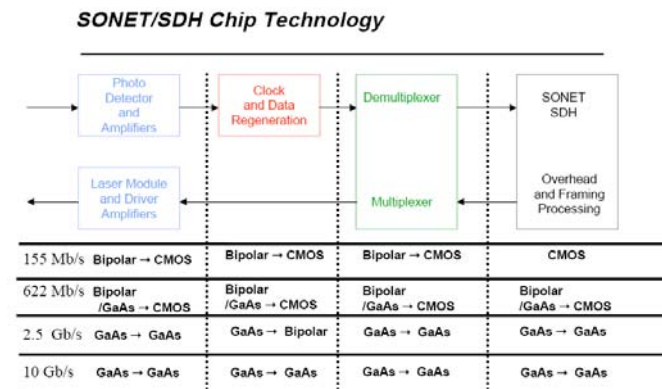 SONET/SDH Chip Technology
Photo
Detector
and
Amplifiers
Clock
and Data
Regeneration
Demultiplexer
SONET
SDH
Laser Module
and Driver
Amplifiers
Multiplexer
Overhead
and Framing
Processing
155 Mb/s Bipolar → CMOS Bipolar → CMOS Bipolar → CMOS CMOS
622 Mb/s Bipolar Bipolar Bipolar Bipolar
/GaAs → CMOS /GaAs → CMOS /GaAs → CMOS /GaAs → CMOS
2.5 Gb/s GaAs → GaAs GaAs → Bipolar GaAs → GaAs GaAs → GaAs
10 Gb/s GaAs → GaAs GaAs → GaAs GaAs → GaAs GaAs → GaAs